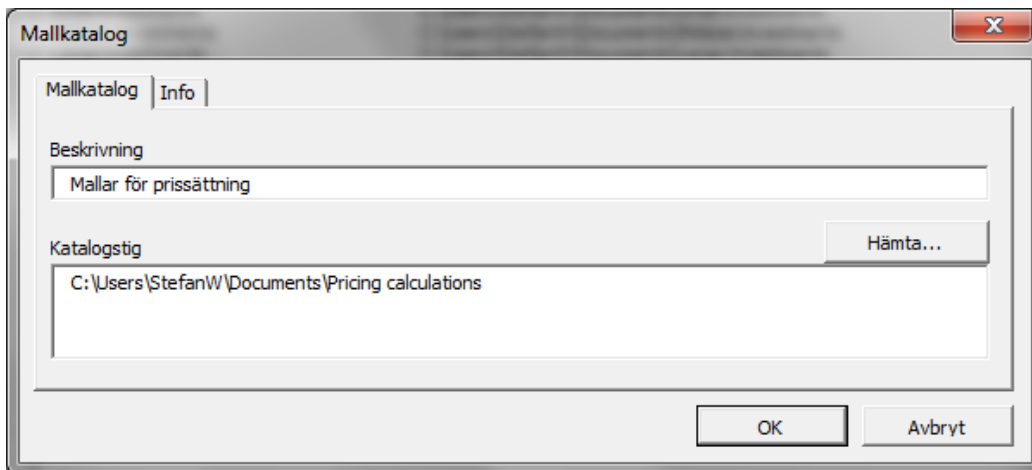 Mallkatalog
Mallkatalog Info
Beskrivning
Mallar för prissättning
Katalogstig
Hämta...
C:\Users\StefanW\Documents\Pricing calculations
OK Avbryt